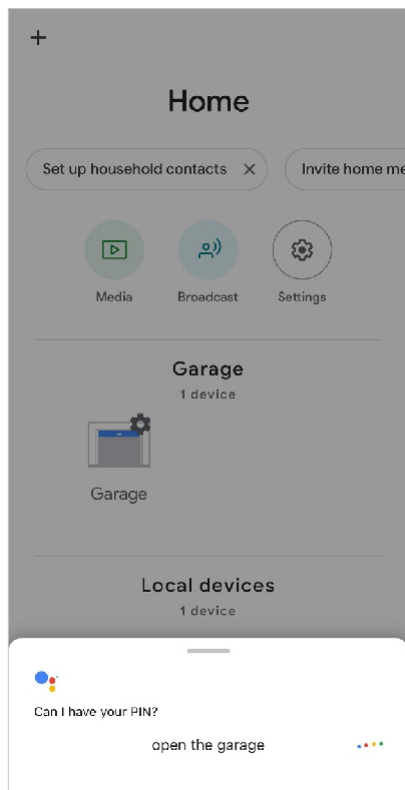 Home
Set up household contacts
Invite home me
Media
Broadcast
Settings
Garage
1 device
Garage
Local devices
1 device
Can I have your PIN?
open the garage